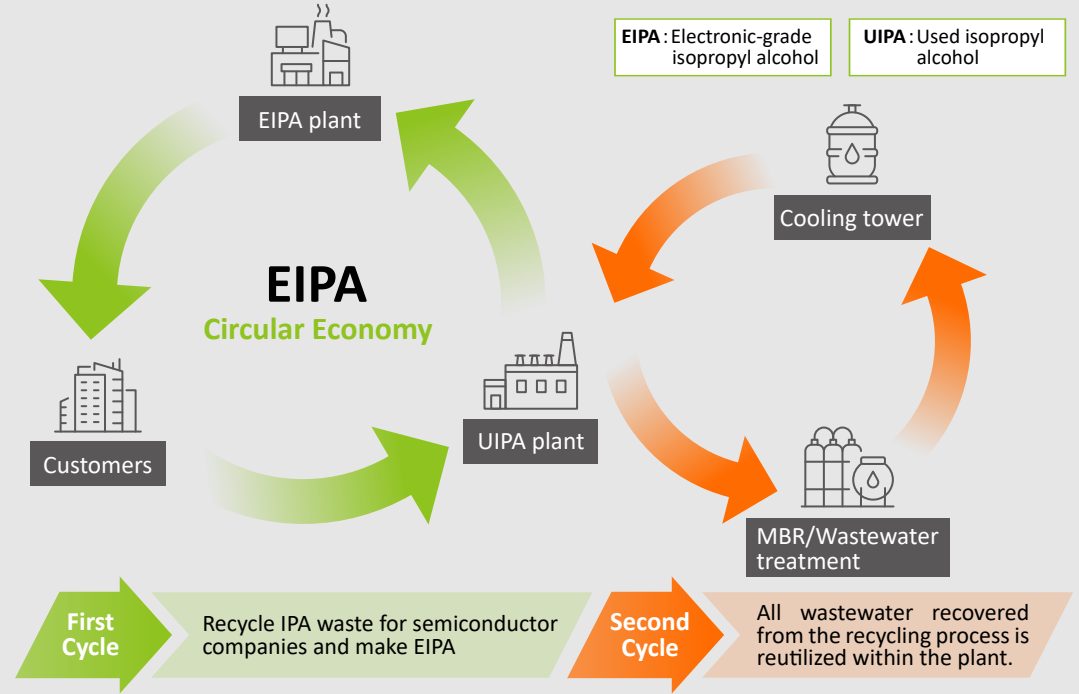 EIPA : Electronic-grade
isopropyl alcohol
UIPA : Used isopropyl
alcohol
EIPA plant
Cooling tower
EIPA
Circular Economy
Customers
UIPA plant
MBR/Wastewater
treatment
First
Cycle
Recycle IPA waste for semiconductor
companies and make EIPA
Second
Cycle
All wastewater recovered
from the recycling process is
reutilized within the plant.